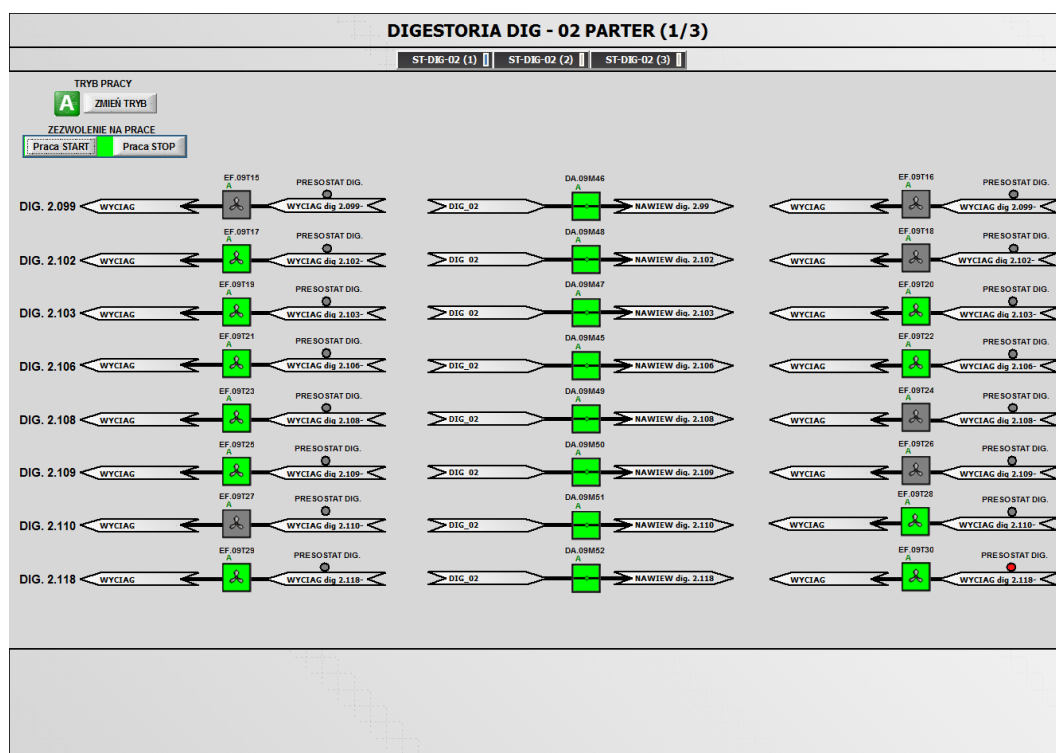 DIGESTORIA DIG - 02 PARTER (1/3)
ST-DIG-02 (1) ST-DIG-02 (2) ST-DIG-02 (3)
TRYB PRACY
A ZMIEŃ TRYB
ZEZWOLENIE NA PRACE
Praca START Praca STOP
EF.09T15 DA.09M46 EF.09T16
A PRESOSTAT DIG. A A PRESOSTAT DIG.
DIG. 2.099 WYCIAG WYCIAG dig 2.099- DIG_02 NAWIEW dig. 2.99 WYCIAG WYCIAG dig 2.099-
EF.09T17 DA.09M48 EF.09T18
A PRESOSTAT DIG. A A PRESOSTAT DIG.
DIG. 2.102 WYCIAG WYCIAG dig 2.102- DIG_02 NAWIEW dig. 2.102 WYCIAG WYCIAG dig 2.102-
EF.09T19 DA.09M47 EF.09T20
A PRESOSTAT DIG. A A PRESOSTAT DIG.
DIG. 2.103 WYCIAG WYCIAG dig 2.103- DIG_02 NAWIEW dig. 2.103 WYCIAG WYCIAG dig 2.103-
EF.09T21 DA.09M45 EF.09T22
A PRESOSTAT DIG. A A PRESOSTAT DIG.
DIG. 2.106 WYCIAG WYCIAG dig 2.106- DIG_02 NAWIEW dig. 2.106 WYCIAG WYCIAG dig 2.106-
EF.09T23 DA.09M49 EF.09T24
A PRESOSTAT DIG. A A PRESOSTAT DIG.
DIG. 2.108 WYCIAG WYCIAG dig 2.108- DIG_02 NAWIEW dig. 2.108 WYCIAG WYCIAG dig 2.108-
EF.09T25 DA.09M50 EF.09T26
A PRESOSTAT DIG. A A PRESOSTAT DIG.
DIG. 2.109 WYCIAG WYCIAG dig 2.109- DIG_02 NAWIEW dig. 2.109 WYCIAG WYCIAG dig 2.109-
EF.09T27 DA.09M51 EF.09T28
A PRESOSTAT DIG. A A PRESOSTAT DIG.
DIG. 2.110 WYCIAG WYCIAG dig 2.110- DIG_02 NAWIEW dig. 2.110 WYCIAG WYCIAG dig 2.110-
EF.09T29 DA.09M52 EF.09T30
A PRESOSTAT DIG. A A PRESOSTAT DIG.
DIG. 2.118 WYCIAG WYCIAG dig 2.118- DIG_02 NAWIEW dig. 2.118 WYCIAG WYCIAG dig 2.118-